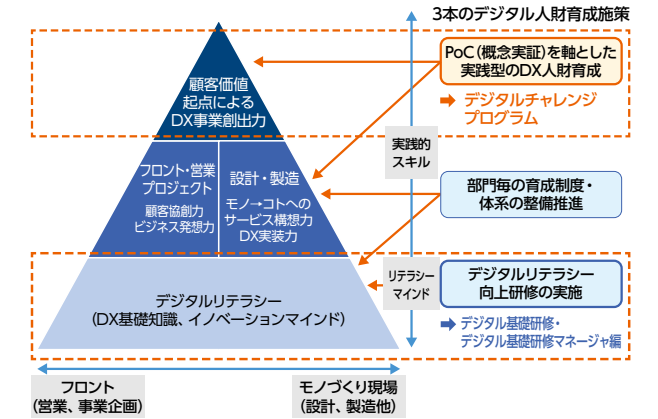 3本のデジタル人財育成施策
顧客価値
起点による
DX事業創出力
PoC(概念実証)を軸とした
実践型のDX人財育成
デジタルチャレンジ
プログラム
実践的
スキル
フロント・営業
プロジェクト
顧客協創力
ビジネス発想力
設計・製造
モノ→コトへの
サービス構想力
DX実装力
部門毎の育成制度・
体系の整備推進
リテラシー
マインド
デジタルリテラシー
(DX基礎知識、イノベーションマインド)
デジタルリテラシー
向上研修の実施
デジタル基礎研修・
デジタル基礎研修マネージャ編
フロント
(営業、事業企画)
モノづくり現場
(設計、製造他)